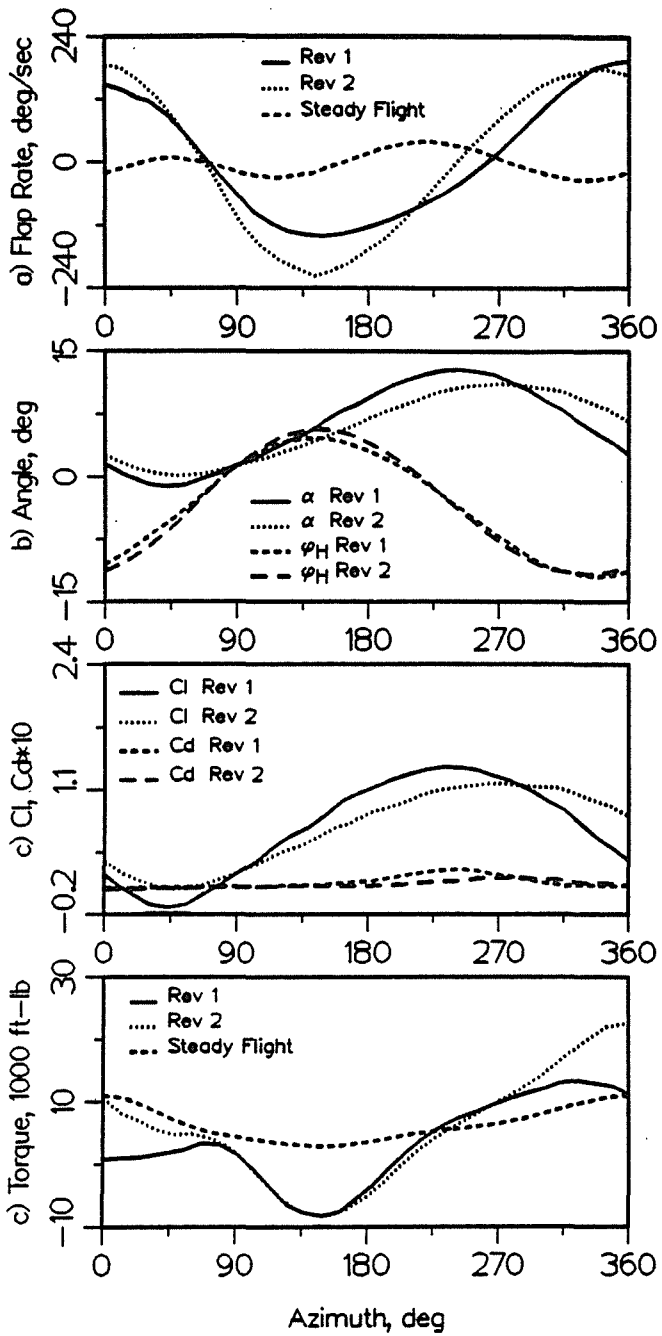 240
0
−240
a) Flap Rate, deg/sec
Rev 1
Rev 2
Steady Flight
0 90 180 270 360
15
0
−15
b) Angle, deg
α Rev 1
α Rev 2
φH Rev 1
φH Rev 2
0 90 180 270 360
2.4
1.1
−0.2
c) Cl, Cd*10
Cl Rev 1
Cl Rev 2
Cd Rev 1
Cd Rev 2
0 90 180 270 360
30
10
−10
c) Torque, 1000 ft−lb
Rev 1
Rev 2
Steady Flight
0 90 180 270 360
Azimuth, deg